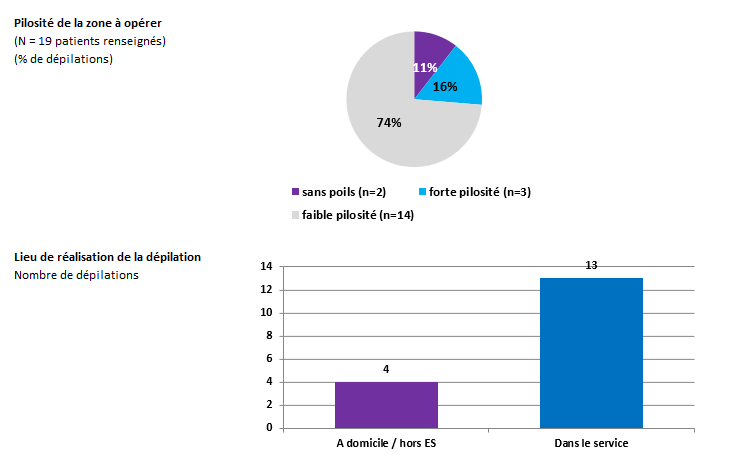 Pilosité de la zone à opérer
(N = 19 patients renseignés)
(% de dépilations)
11%
16%
74%
sans poils (n=2)
forte pilosité (n=3)
faible pilosité (n=14)
Lieu de réalisation de la dépilation
Nombre de dépilations
14
12
10
8
6
4
2
0
4
13
A domicile / hors ES
Dans le service